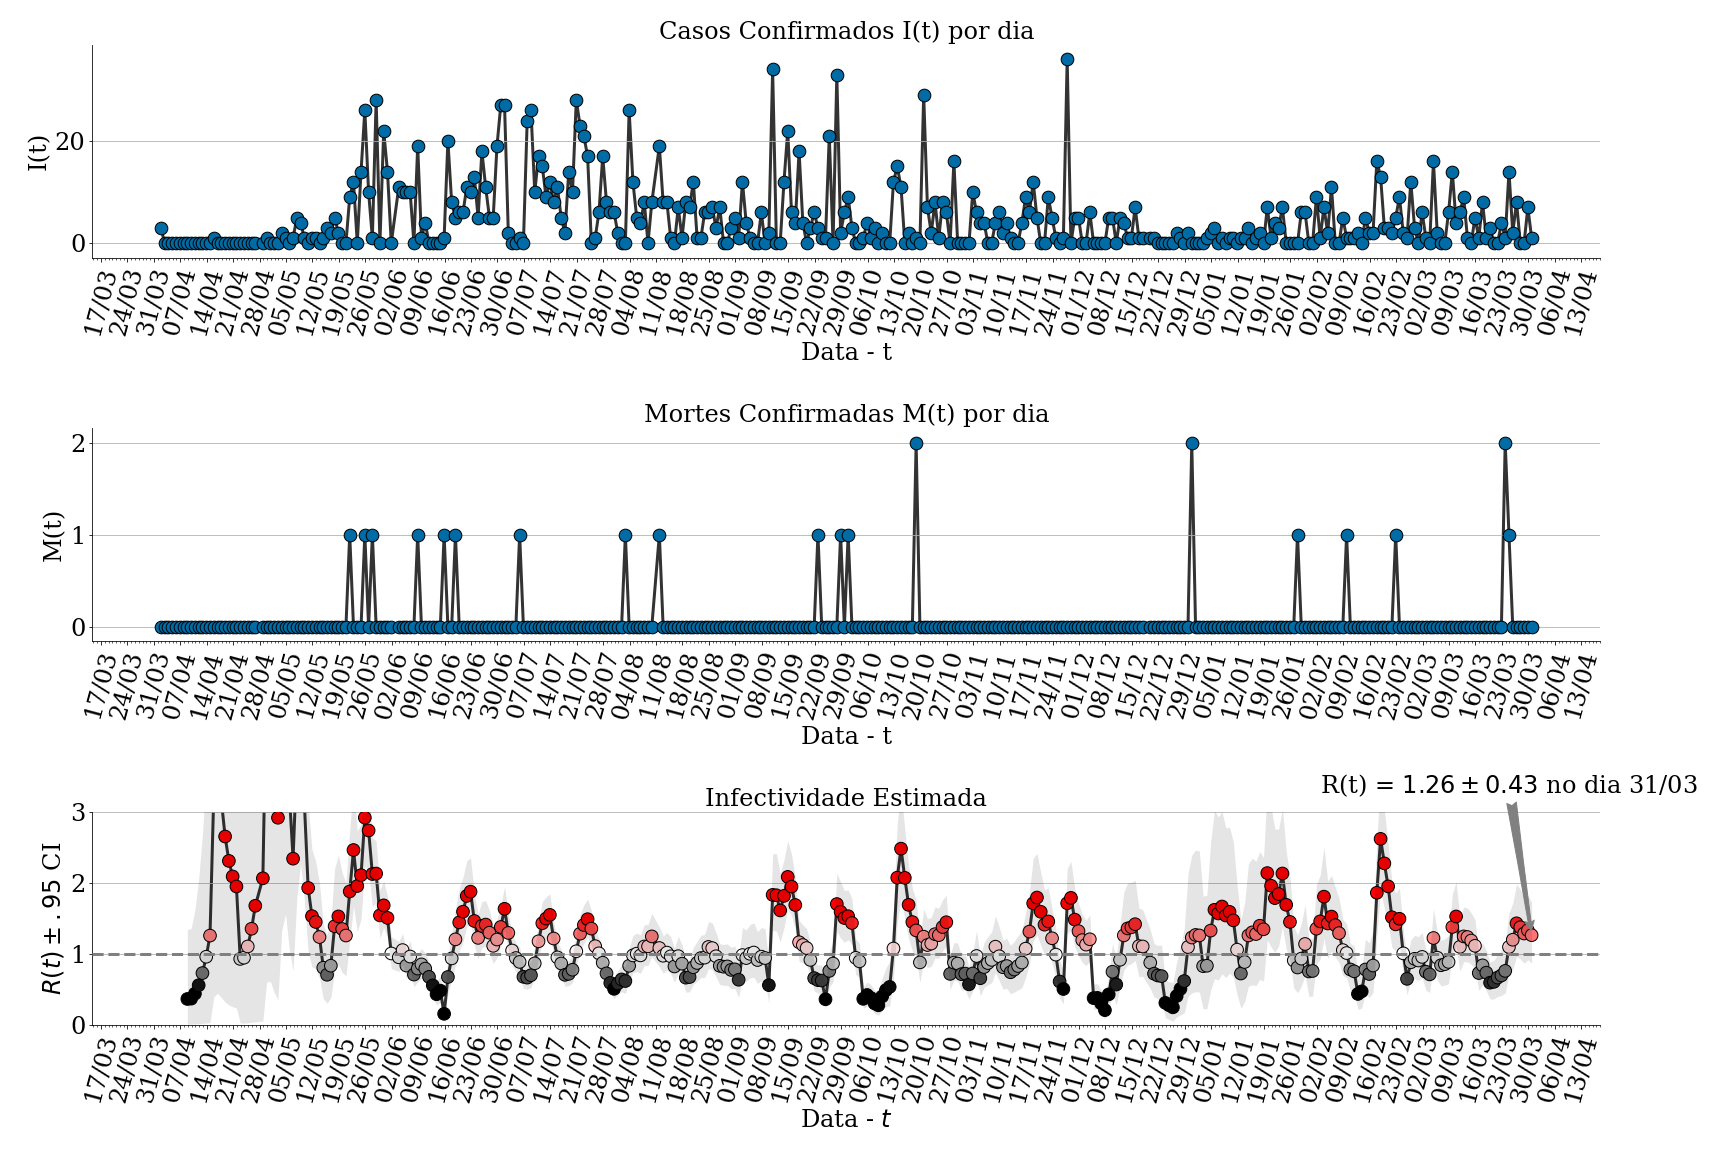 Casos Confirmados I(t) por dia
I(t)
20
0
17/03 24/03 31/03 07/04 14/04 21/04 28/04 05/05 12/05 19/05 26/05 02/06 09/06 16/06 23/06 30/06 07/07 14/07 21/07 28/07 04/08 11/08 18/08 25/08 01/09 08/09 15/09 22/09 29/09 06/10 13/10 20/10 27/10 03/11 10/11 17/11 24/11 01/12 08/12 15/12 22/12 29/12 05/01 12/01 19/01 26/01 02/02 09/02 16/02 23/02 02/03 09/03 16/03 23/03 30/03 06/04 13/04
Data - t
Mortes Confirmadas M(t) por dia
M(t)
2
1
0
17/03 24/03 31/03 07/04 14/04 21/04 28/04 05/05 12/05 19/05 26/05 02/06 09/06 16/06 23/06 30/06 07/07 14/07 21/07 28/07 04/08 11/08 18/08 25/08 01/09 08/09 15/09 22/09 29/09 06/10 13/10 20/10 27/10 03/11 10/11 17/11 24/11 01/12 08/12 15/12 22/12 29/12 05/01 12/01 19/01 26/01 02/02 09/02 16/02 23/02 02/03 09/03 16/03 23/03 30/03 06/04 13/04
Data - t
R(t) = 1.26 ± 0.43 no dia 31/03
Infectividade Estimada
R(t) ± .95 CI
3
2
1
0
17/03 24/03 31/03 07/04 14/04 21/04 28/04 05/05 12/05 19/05 26/05 02/06 09/06 16/06 23/06 30/06 07/07 14/07 21/07 28/07 04/08 11/08 18/08 25/08 01/09 08/09 15/09 22/09 29/09 06/10 13/10 20/10 27/10 03/11 10/11 17/11 24/11 01/12 08/12 15/12 22/12 29/12 05/01 12/01 19/01 26/01 02/02 09/02 16/02 23/02 02/03 09/03 16/03 23/03 30/03 06/04 13/04
Data - t